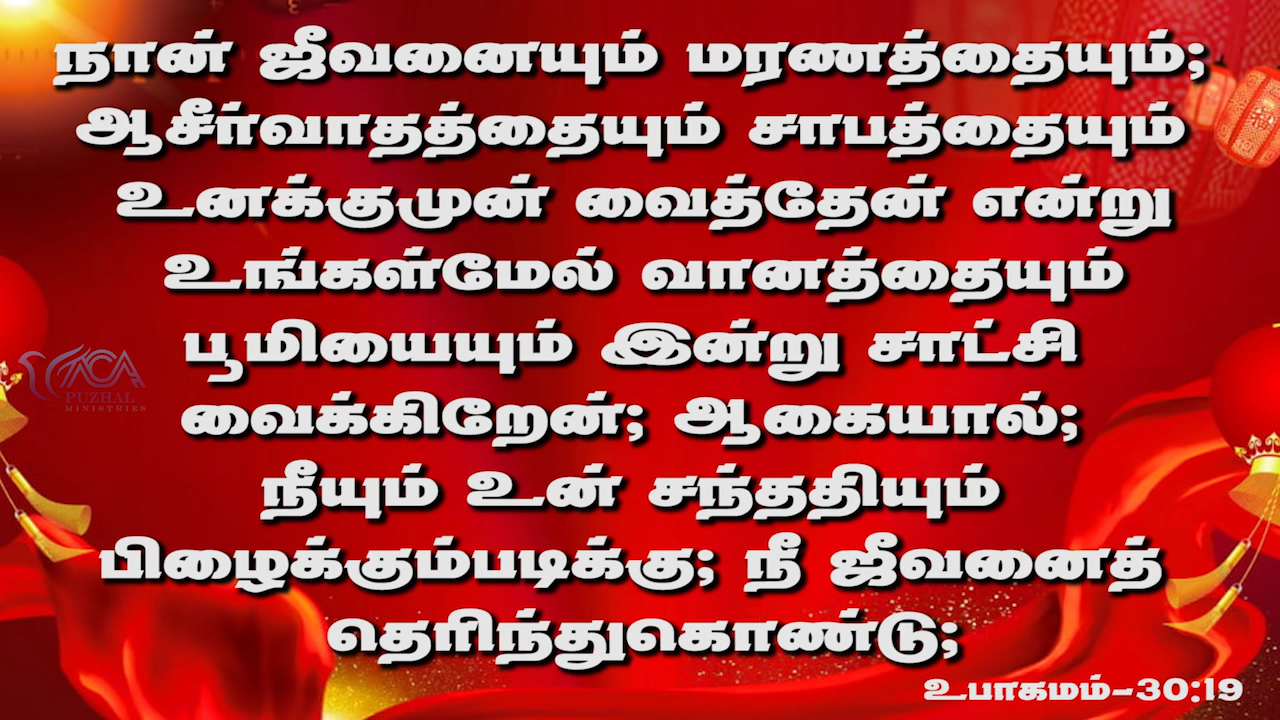 நான் ஜீவனையும் மரணத்தையும்;
ஆசீர்வாதத்தையும் சாபத்தையும்
உனக்குமுன் வைத்தேன் என்று
உங்கள்மேல் வானத்தையும்
பூமியையும் இன்று சாட்சி
வைக்கிறேன்; ஆகையால்;
நீயும் உன் சந்ததியும்
பிழைக்கும்படிக்கு; நீ ஜீவனைத்
தெரிந்துகொண்டு;
உபாகமம்-30:19
ACA
PUZHAL
MINISTRIES